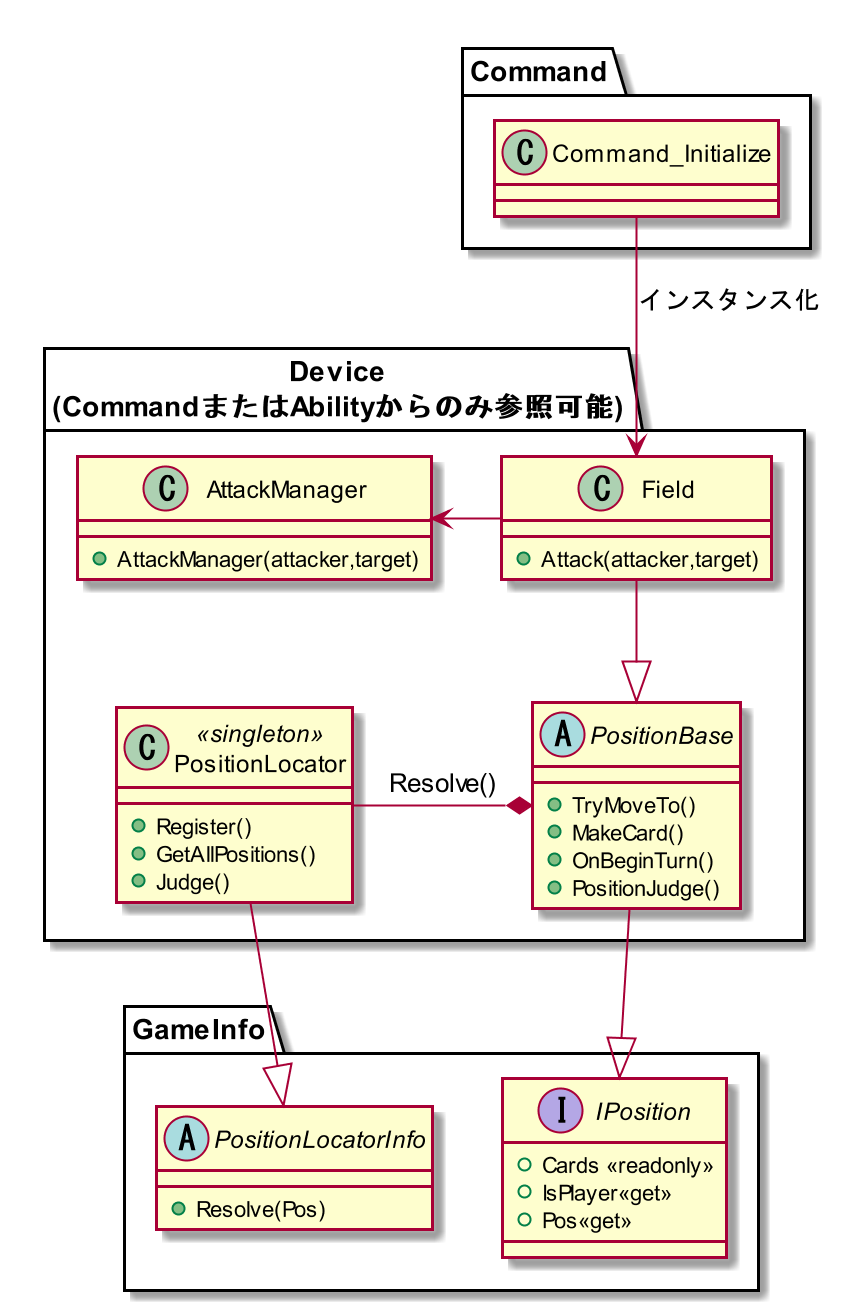 Command
C
Command_Initialize
インスタンス化
Device
(CommandまたはAbilityからのみ参照可能)
C
AttackManager
AttackManager(attacker,target)
C
Field
Attack(attacker,target)
C
«singleton»
PositionLocator
Register()
GetAllPositions()
Judge()
Resolve()
A
PositionBase
TryMoveTo()
MakeCard()
OnBeginTurn()
PositionJudge()
GameInfo
A
PositionLocatorInfo
Resolve(Pos)
I
IPosition
Cards «readonly»
IsPlayer«get»
Pos«get»